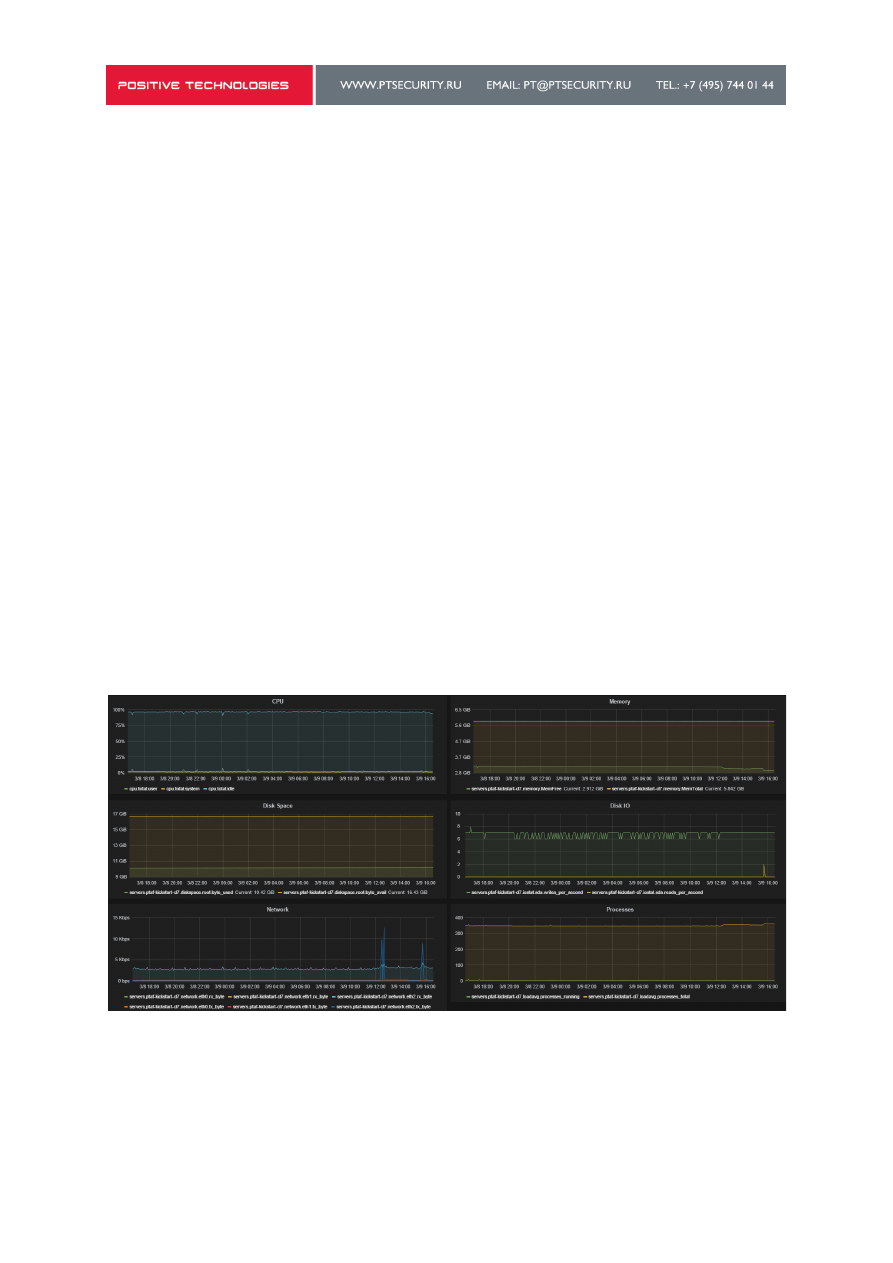 POSITIVE TECHNOLOGIES WWW.PTSECURITY.RU EMAIL: PT@PTSECURITY.RU TEL.: +7 (495) 744 01 44
CPU
100%
75%
50%
25%
0%
3/8 18:00 3/8 20:00 3/8 22:00 3/9 00:00 3/9 02:00 3/9 04:00 3/9 06:00 3/9 08:00 3/9 10:00 3/9 12:00 3/9 14:00 3/9 16:00
cpu.total.user cpu.total.system cpu.total.idle
Memory
6.5 GiB
5.6 GiB
4.7 GiB
3.7 GiB
2.8 GiB
3/8 18:00 3/8 20:00 3/8 22:00 3/9 00:00 3/9 02:00 3/9 04:00 3/9 06:00 3/9 08:00 3/9 10:00 3/9 12:00 3/9 14:00 3/9 16:00
servers.ptaf-kickstart-d7.memory.MemFree Current: 2.912 GiB servers.ptaf-kickstart-d7.memory.MemTotal Current: 5.842 GiB
Disk Space
17 GiB
15 GiB
13 GiB
11 GiB
9 GiB
3/8 18:00 3/8 20:00 3/8 22:00 3/9 00:00 3/9 02:00 3/9 04:00 3/9 06:00 3/9 08:00 3/9 10:00 3/9 12:00 3/9 14:00 3/9 16:00
servers.ptaf-kickstart-d7.diskspace.root.byte_used Current: 10.42 GiB servers.ptaf-kickstart-d7.diskspace.root.byte_avail Current: 16.43 GiB
Disk IO
10
8
6
4
2
0
3/8 18:00 3/8 20:00 3/8 22:00 3/9 00:00 3/9 02:00 3/9 04:00 3/9 06:00 3/9 08:00 3/9 10:00 3/9 12:00 3/9 14:00 3/9 16:00
servers.ptaf-kickstart-d7.iostat.sda.writes_per_second servers.ptaf-kickstart-d7.iostat.sda.reads_per_second
Network
15 Kbps
10 Kbps
5 Kbps
0 bps
3/8 18:00 3/8 20:00 3/8 22:00 3/9 00:00 3/9 02:00 3/9 04:00 3/9 06:00 3/9 08:00 3/9 10:00 3/9 12:00 3/9 14:00 3/9 16:00
servers.ptaf-kickstart-d7.network.eth0.rx_byte servers.ptaf-kickstart-d7.network.eth1.rx_byte servers.ptaf-kickstart-d7.network.eth2.rx_byte
servers.ptaf-kickstart-d7.network.eth0.tx_byte servers.ptaf-kickstart-d7.network.eth1.tx_byte servers.ptaf-kickstart-d7.network.eth2.tx_byte
Processes
400
300
200
100
0
3/8 18:00 3/8 20:00 3/8 22:00 3/9 00:00 3/9 02:00 3/9 04:00 3/9 06:00 3/9 08:00 3/9 10:00 3/9 12:00 3/9 14:00 3/9 16:00
servers.ptaf-kickstart-d7.loadavg.processes_running servers.ptaf-kickstart-d7.loadavg.processes_total